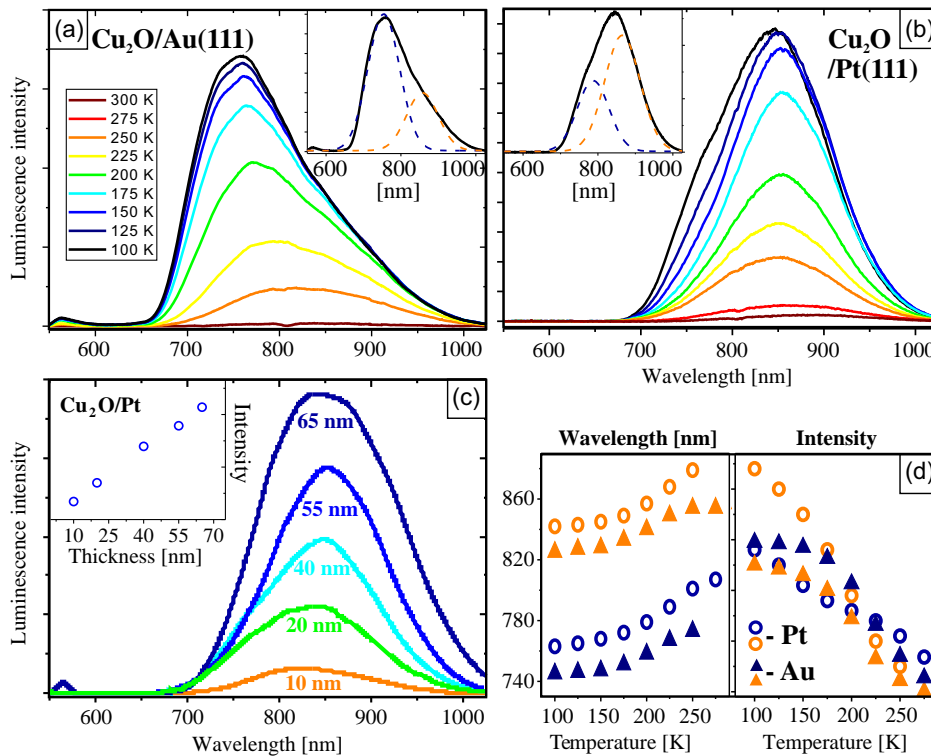 (a)
Cu₂O/Au(111)
Luminescence intensity
300 K
275 K
250 K
225 K
200 K
175 K
150 K
125 K
100 K
600 800 1000
[nm]
600 700 800 900 1000
(b)
Cu₂O
/Pt(111)
Luminescence intensity
600 800 1000
[nm]
600 700 800 900 1000
Wavelength [nm]
(c)
Cu₂O/Pt
Intensity
10 30 50 70
Thickness [nm]
Luminescence intensity
65 nm
55 nm
40 nm
20 nm
10 nm
600 700 800 900 1000
Wavelength [nm]
(d)
Wavelength [nm] Intensity
860
820
780
740
- Pt
- Au
100 150 200 250
100 150 200 250
Temperature [K]
Temperature [K]